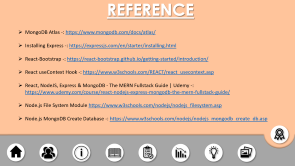 REFERENCE
➢ MongoDB Atlas -: https://www.mongodb.com/docs/atlas/
➢ Installing Express -: https://expressjs.com/en/starter/installing.html
➢ React-Bootstrap -: https://react-bootstrap.github.io/getting-started/introduction/
➢ React useContext Hook -: https://www.w3schools.com/REACT/react_usecontext.asp
➢ React, NodeJS, Express & MongoDB - The MERN Fullstack Guide | Udemy -:
https://www.udemy.com/course/react-nodejs-express-mongodb-the-mern-fullstack-guide/
➢ Node.js File System Module https://www.w3schools.com/nodejs/nodejs_filesystem.asp
➢ Node.js MongoDB Create Database -: https://www.w3schools.com/nodejs/nodejs_mongodb_create_db.asp